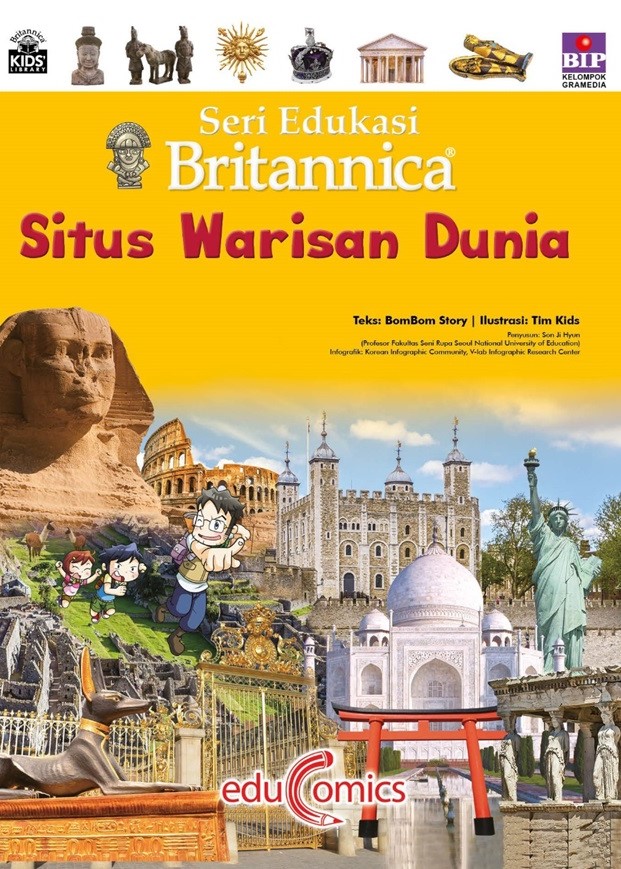 Britannica®
KIDS'
LIBRARY
BIP
KELOMPOK
GRAMEDIA
Seri Edukasi
Britannica®
Situs Warisan Dunia
Teks: BomBom Story | Ilustrasi: Tim Kids
Penyusun: Son Ji Hyun
(Profesor Fakultas Seni Rupa Seoul National University of Education)
Infografik: Korean Infographic Community, V-lab Infographic Research Center
eduComics